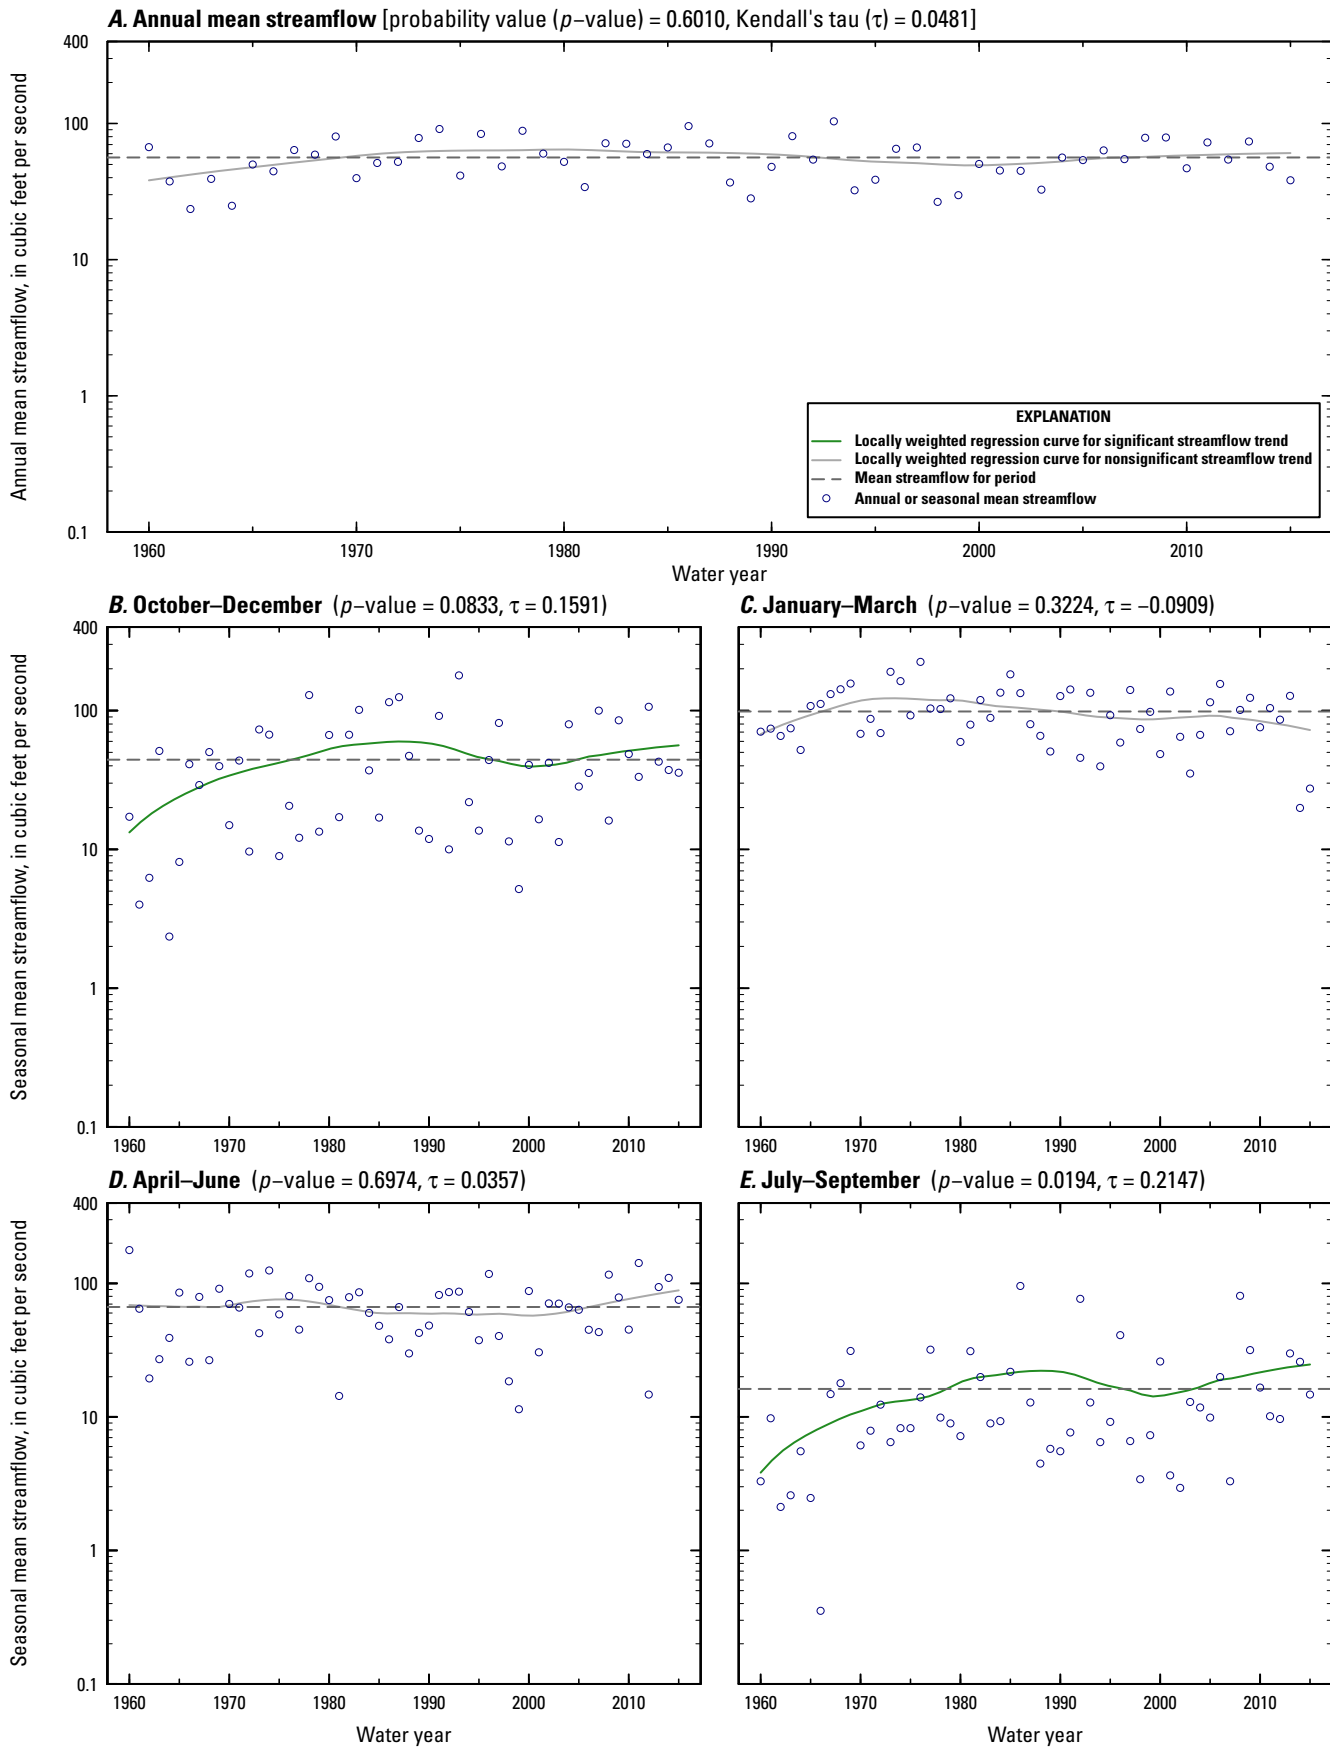 A. Annual mean streamflow [probability value (p−value) = 0.6010, Kendall's tau (τ) = 0.0481]
Annual mean streamflow, in cubic feet per second
400
100
10
1
0.1
EXPLANATION
Locally weighted regression curve for significant streamflow trend
Locally weighted regression curve for nonsignificant streamflow trend
Mean streamflow for period
Annual or seasonal mean streamflow
1960 1970 1980 1990 2000 2010
Water year
B. October–December (p−value = 0.0833, τ = 0.1591)
Seasonal mean streamflow, in cubic feet per second
400
100
10
1
0.1
1960 1970 1980 1990 2000 2010
C. January–March (p−value = 0.3224, τ = −0.0909)
1960 1970 1980 1990 2000 2010
D. April–June (p−value = 0.6974, τ = 0.0357)
Seasonal mean streamflow, in cubic feet per second
400
100
10
1
0.1
1960 1970 1980 1990 2000 2010
Water year
E. July–September (p−value = 0.0194, τ = 0.2147)
1960 1970 1980 1990 2000 2010
Water year